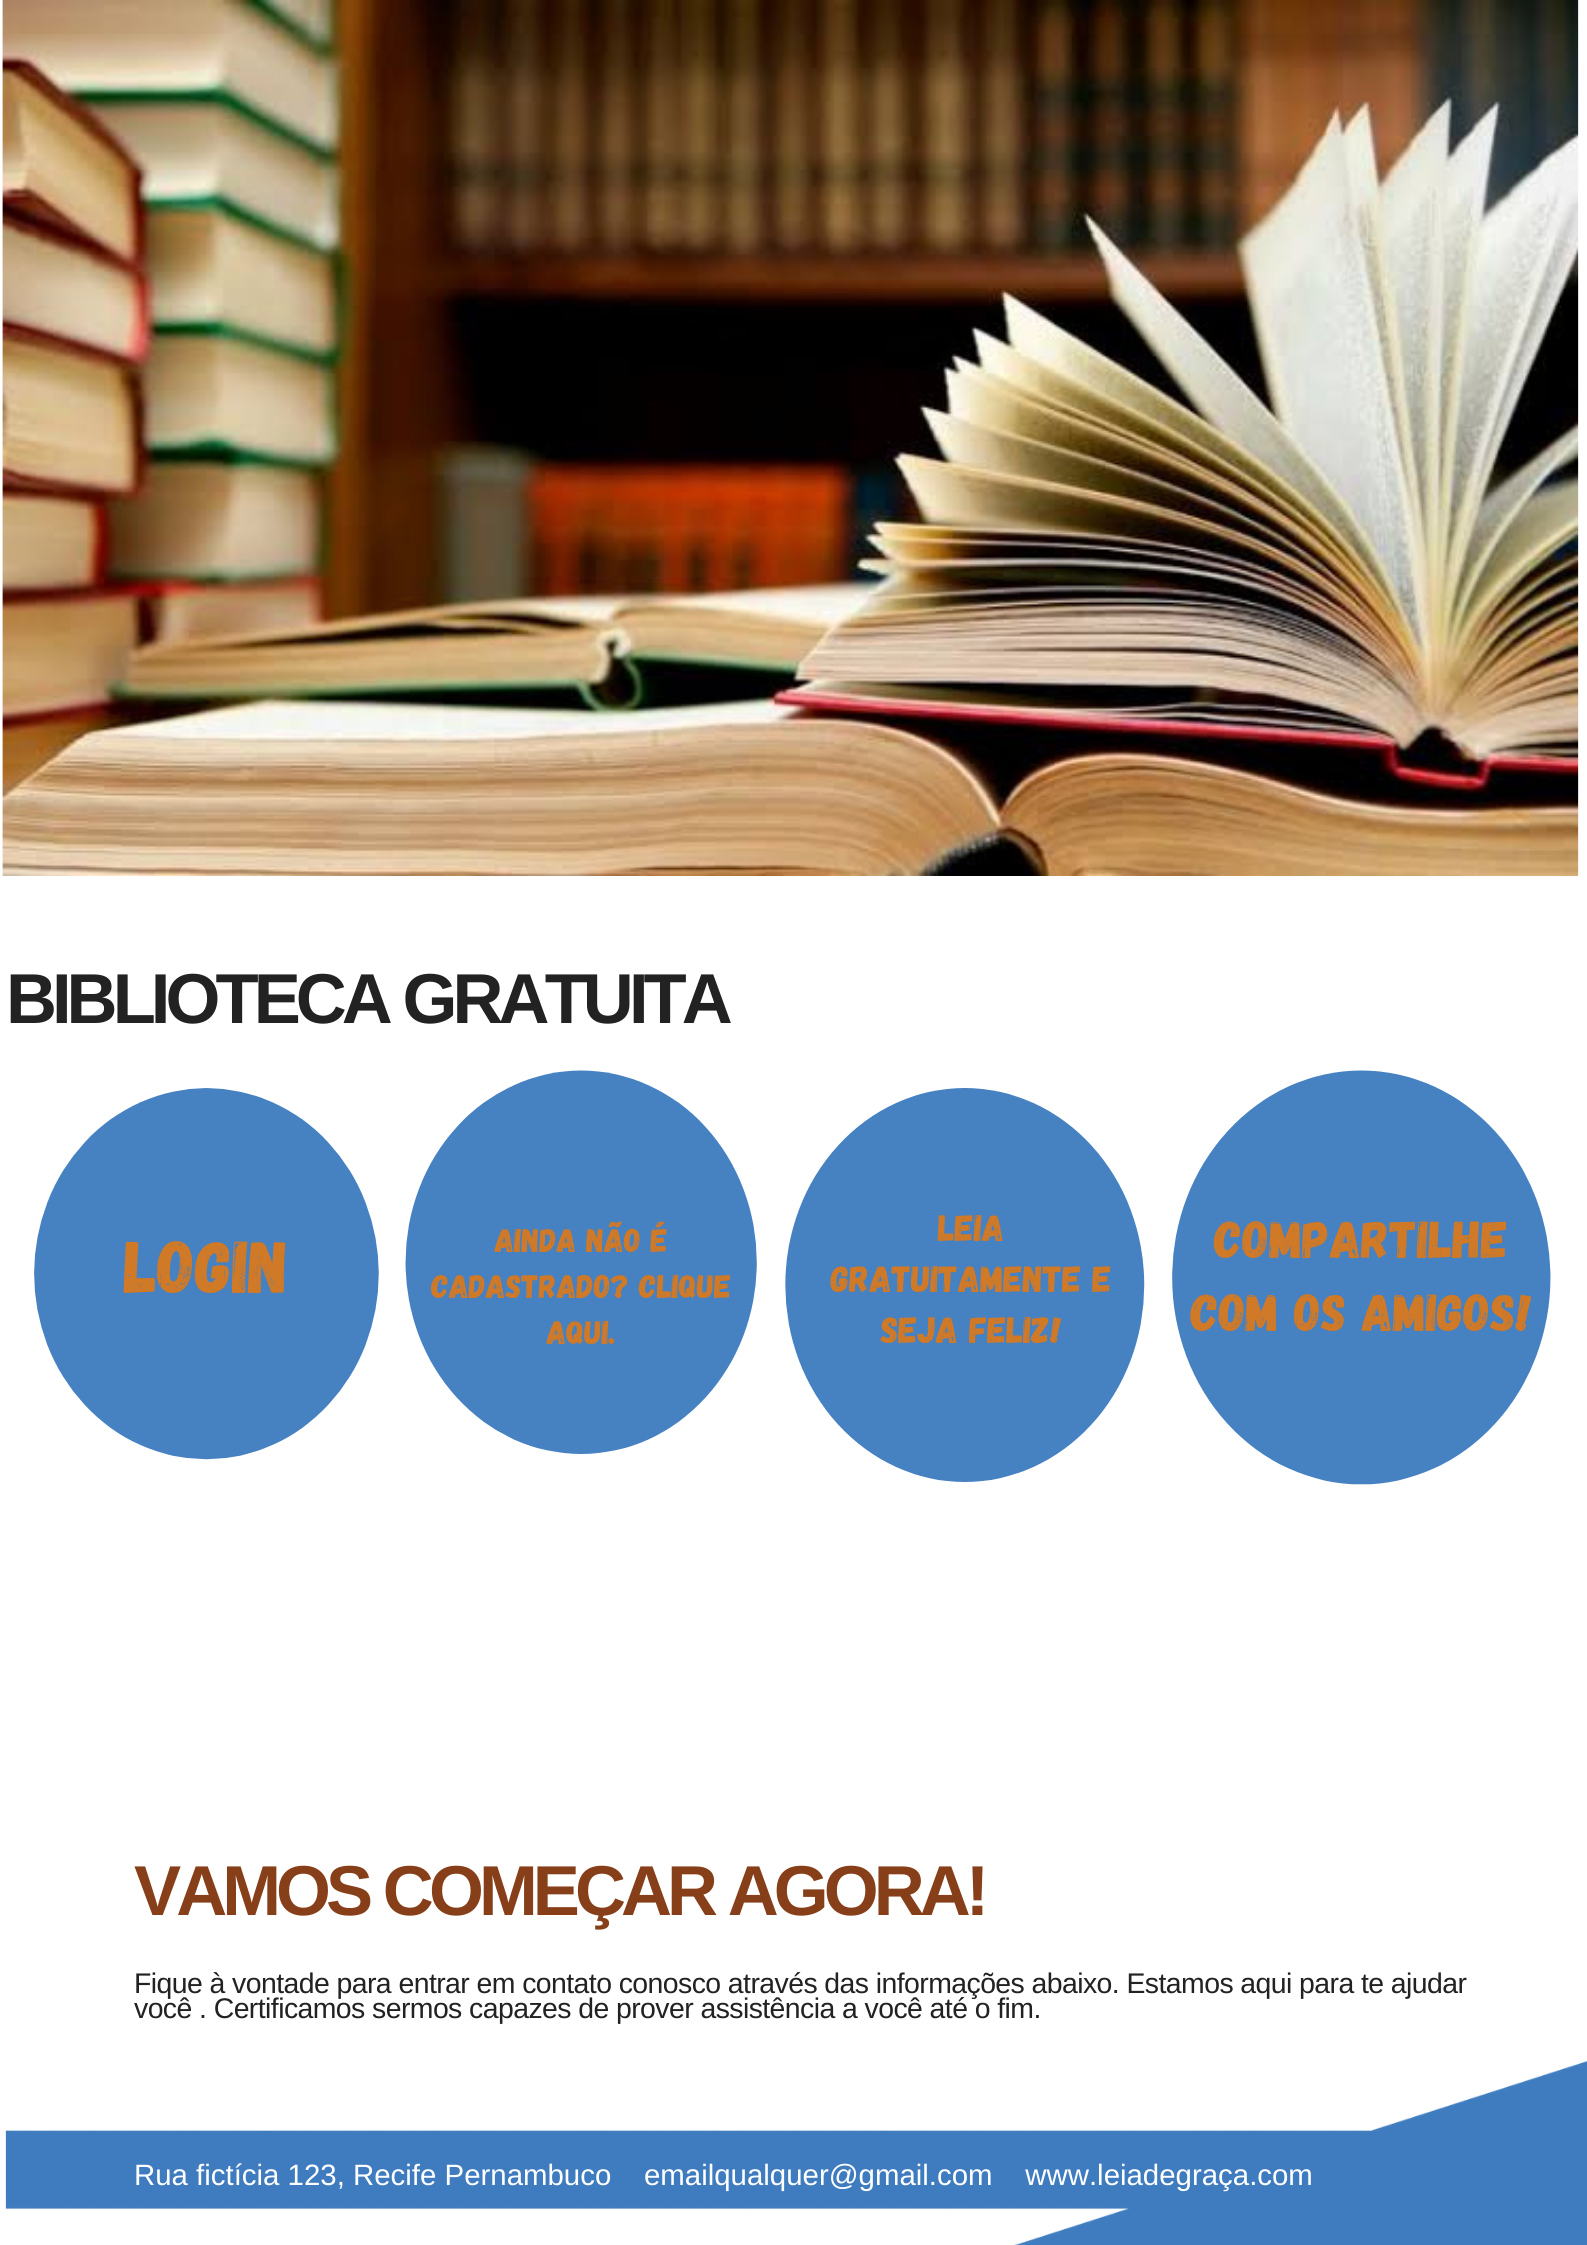 BIBLIOTECA GRATUITA
LOGIN
AINDA NÃO É
CADASTRADO? CLIQUE
AQUI.
LEIA
GRATUITAMENTE E
SEJA FELIZ!
COMPARTILHE
COM OS AMIGOS!
VAMOS COMEÇAR AGORA!
Fique à vontade para entrar em contato conosco através das informações abaixo. Estamos aqui para te ajudar
você . Certificamos sermos capazes de prover assistência a você até o fim.
Rua fictícia 123, Recife Pernambuco emailqualquer@gmail.com www.leiadegraça.com